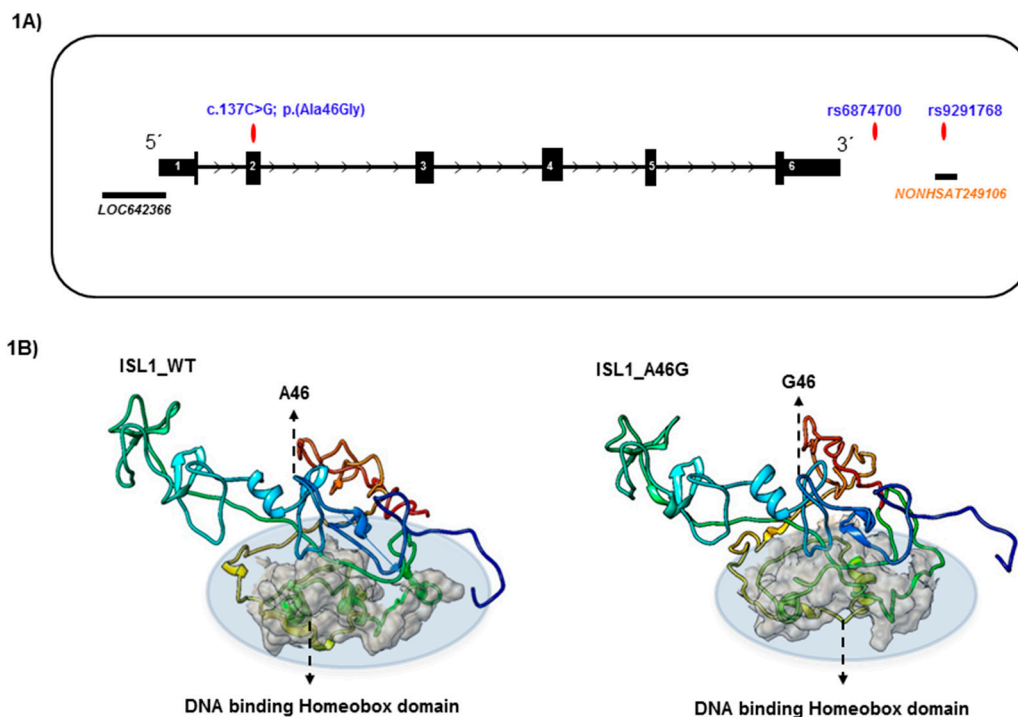 1A)
c.137C>G; p.(Ala46Gly)
rs6874700
rs9291768
5´
3´
1
2
3
4
5
6
LOC642366
NONHSAT249106
1B)
ISL1_WT
ISL1_A46G
A46
G46
DNA binding Homeobox domain
DNA binding Homeobox domain